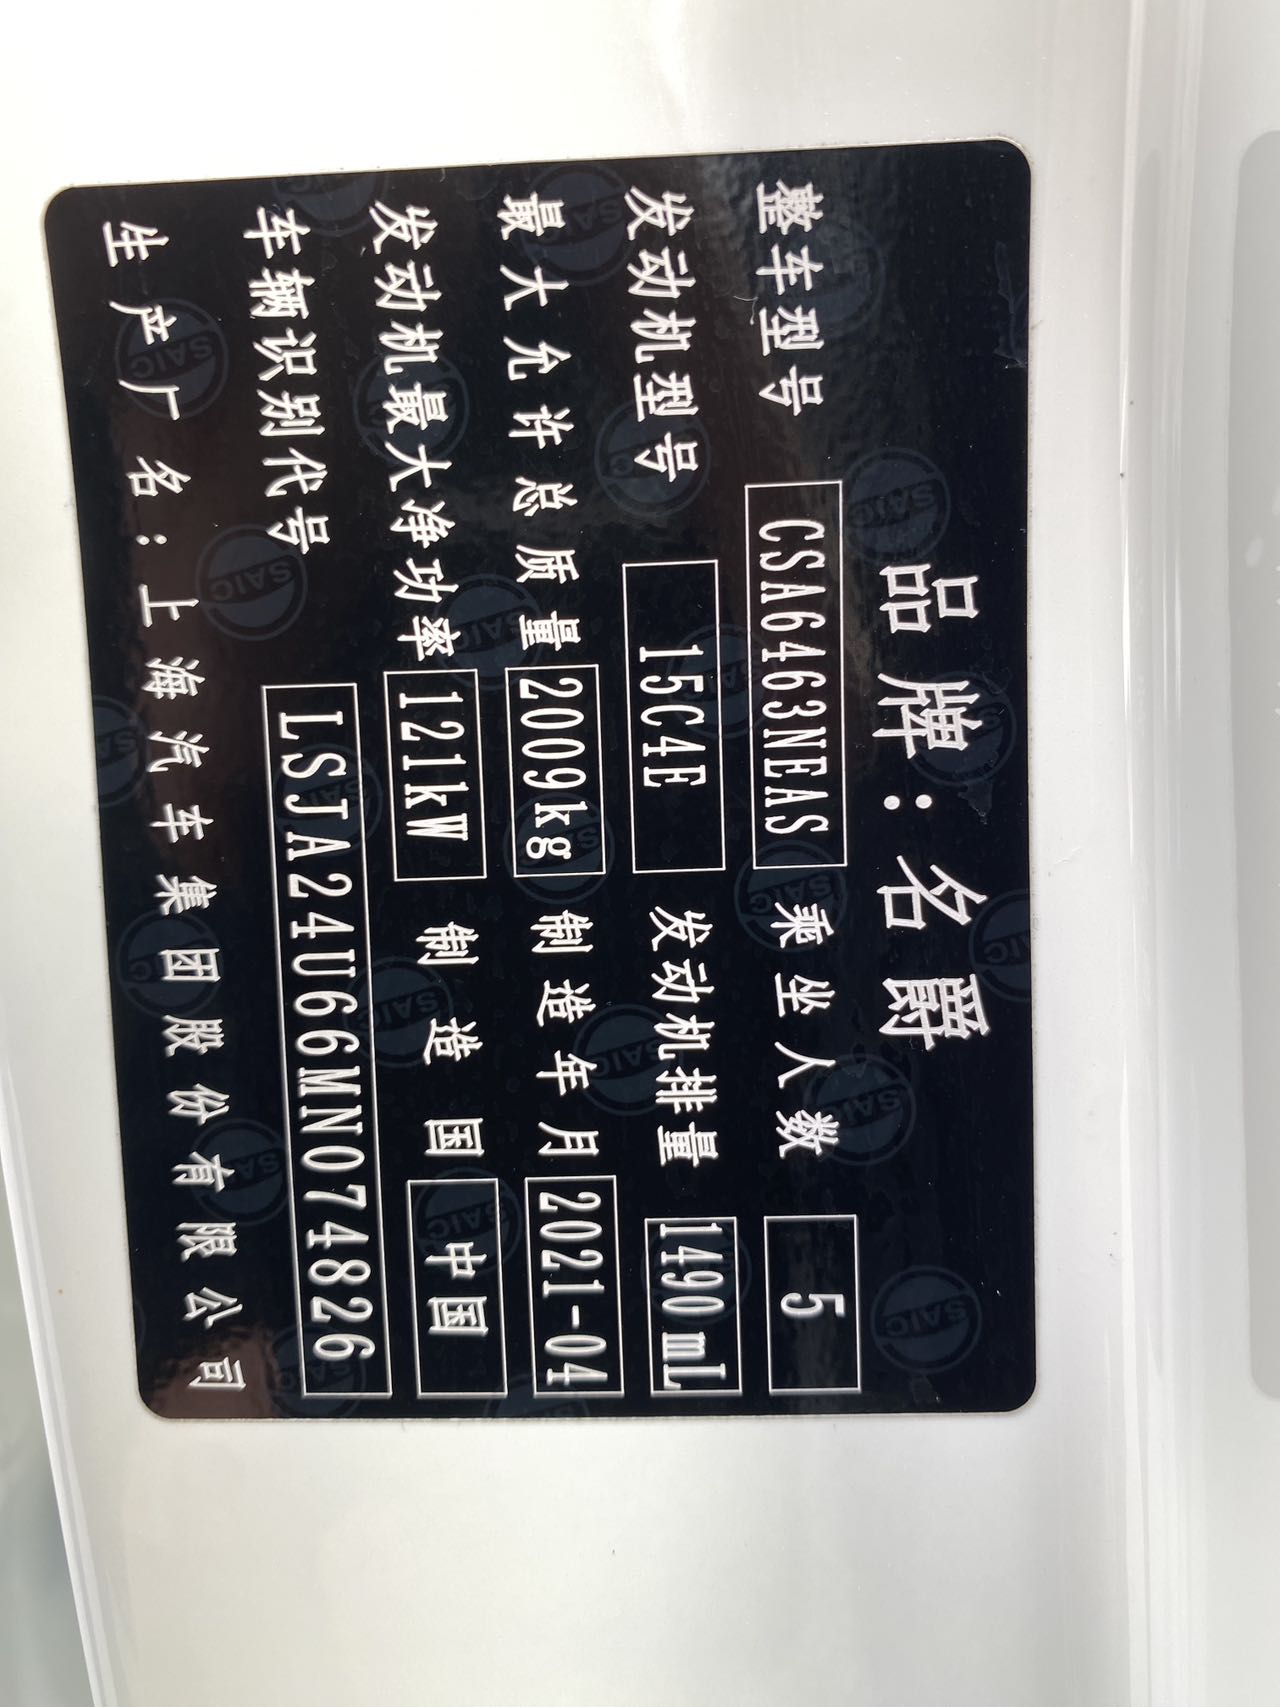 品牌:名爵
整车型号 CSA6463NEAS 乘坐人数 5
发动机型号 15C4E 发动机排量 1490mL
最大允许总质量 2009kg 制造年月 2021-04
发动机最大净功率 121kW 制造国 中国
车辆识别代号 LSJA24U66MN074826
生产厂名:上海汽车集团股份有限公司
SAIC